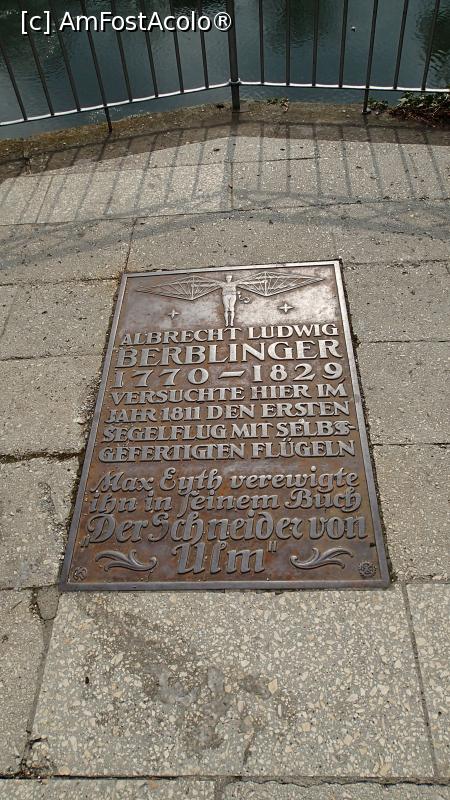 [c] AmFostAcolo®
ALBRECHT LUDWIG
BERBLINGER
1770 – 1829
VERSUCHTE HIER IM
JAHR 1811 DEN ERSTEN
SEGELFLUG MIT SELBS-
GEFERTIGTEN FLÜGELN
Max Eyth verewigte
ihn in seinem Buch
„Der Schneider von
Ulm"